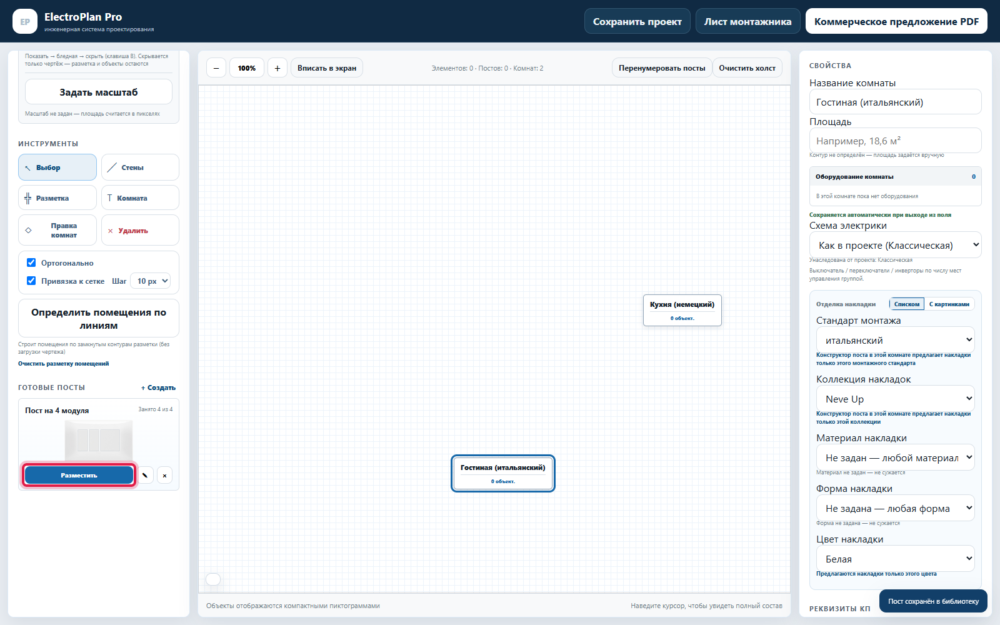 EP
ElectroPlan Pro
инженерная система проектирования
Сохранить проект
Лист монтажника
Коммерческое предложение PDF
Показать → бледная → скрыть (клавиша B). Скрывается
только чертёж — разметка и объекты остаются
Задать масштаб
Масштаб не задан — площадь считается в пикселях
ИНСТРУМЕНТЫ
Выбор
Стены
Разметка
Комната
Правка
комнат
Удалить
Ортогонально
Привязка к сетке Шаг 10 px
Определить помещения по
линиям
Строит помещения по замкнутым контурам разметки (без
загрузки чертежа)
Очистить разметку помещений
ГОТОВЫЕ ПОСТЫ
+ Создать
Пост на 4 модуля
Занято 4 из 4
Разместить
−
100%
+
Вписать в экран
Элементов: 0 · Постов: 0 · Комнат: 2
Перенумеровать посты
Очистить холст
Кухня (немецкий)
0 объект.
Гостиная (итальянский)
0 объект.
Объекты отображаются компактными пиктограммами
Наведите курсор, чтобы увидеть полный состав
СВОЙСТВА
Название комнаты
Гостиная (итальянский)
Площадь
Например, 18,6 м²
Контур не определён — площадь задаётся вручную
Оборудование комнаты 0
В этой комнате пока нет оборудования
Сохраняется автоматически при выходе из поля
Схема электрики
Как в проекте (Классическая)
Унаследована от проекта: Классическая
Выключатель / переключатели / инверторы по числу мест
управления группой.
Отделка накладки
Списком
С картинками
Стандарт монтажа
итальянский
Конструктор поста в этой комнате предлагает накладки
только этого монтажного стандарта
Коллекция накладок
Neve Up
Конструктор поста в этой комнате предлагает накладки
только этой коллекции
Материал накладки
Не задан — любой материал
Материал не задан — не сужается
Форма накладки
Не задана — любая форма
Форма не задана — не сужается
Цвет накладки
Белая
Предлагаются накладки только этого цвета
РЕКВИЗИТЫ КП
Пост сохранён в библиотеку